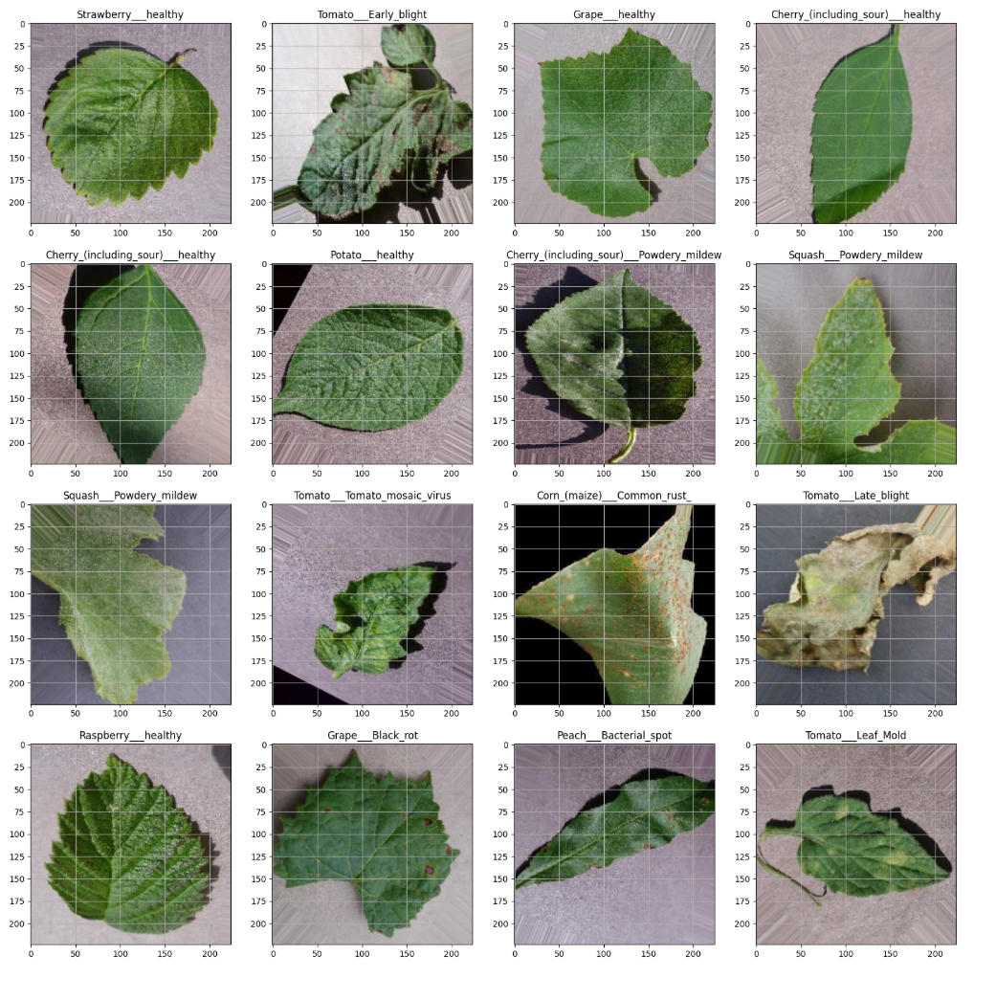 Strawberry___healthy
Tomato___Early_blight
Grape___healthy
Cherry_(including_sour)___healthy
0 25 50 75 100 125 150 175 200
0 50 100 150 200
0 25 50 75 100 125 150 175 200
0 50 100 150 200
0 25 50 75 100 125 150 175 200
0 50 100 150 200
0 25 50 75 100 125 150 175 200
0 50 100 150 200
Cherry_(including_sour)___healthy
Potato___healthy
Cherry_(including_sour)___Powdery_mildew
Squash___Powdery_mildew
0 25 50 75 100 125 150 175 200
0 50 100 150 200
0 25 50 75 100 125 150 175 200
0 50 100 150 200
0 25 50 75 100 125 150 175 200
0 50 100 150 200
0 25 50 75 100 125 150 175 200
0 50 100 150 200
Squash___Powdery_mildew
Tomato___Tomato_mosaic_virus
Corn_(maize)___Common_rust_
Tomato___Late_blight
0 25 50 75 100 125 150 175 200
0 50 100 150 200
0 25 50 75 100 125 150 175 200
0 50 100 150 200
0 25 50 75 100 125 150 175 200
0 50 100 150 200
0 25 50 75 100 125 150 175 200
0 50 100 150 200
Raspberry___healthy
Grape___Black_rot
Peach___Bacterial_spot
Tomato___Leaf_Mold
0 25 50 75 100 125 150 175 200
0 50 100 150 200
0 25 50 75 100 125 150 175 200
0 50 100 150 200
0 25 50 75 100 125 150 175 200
0 50 100 150 200
0 25 50 75 100 125 150 175 200
0 50 100 150 200